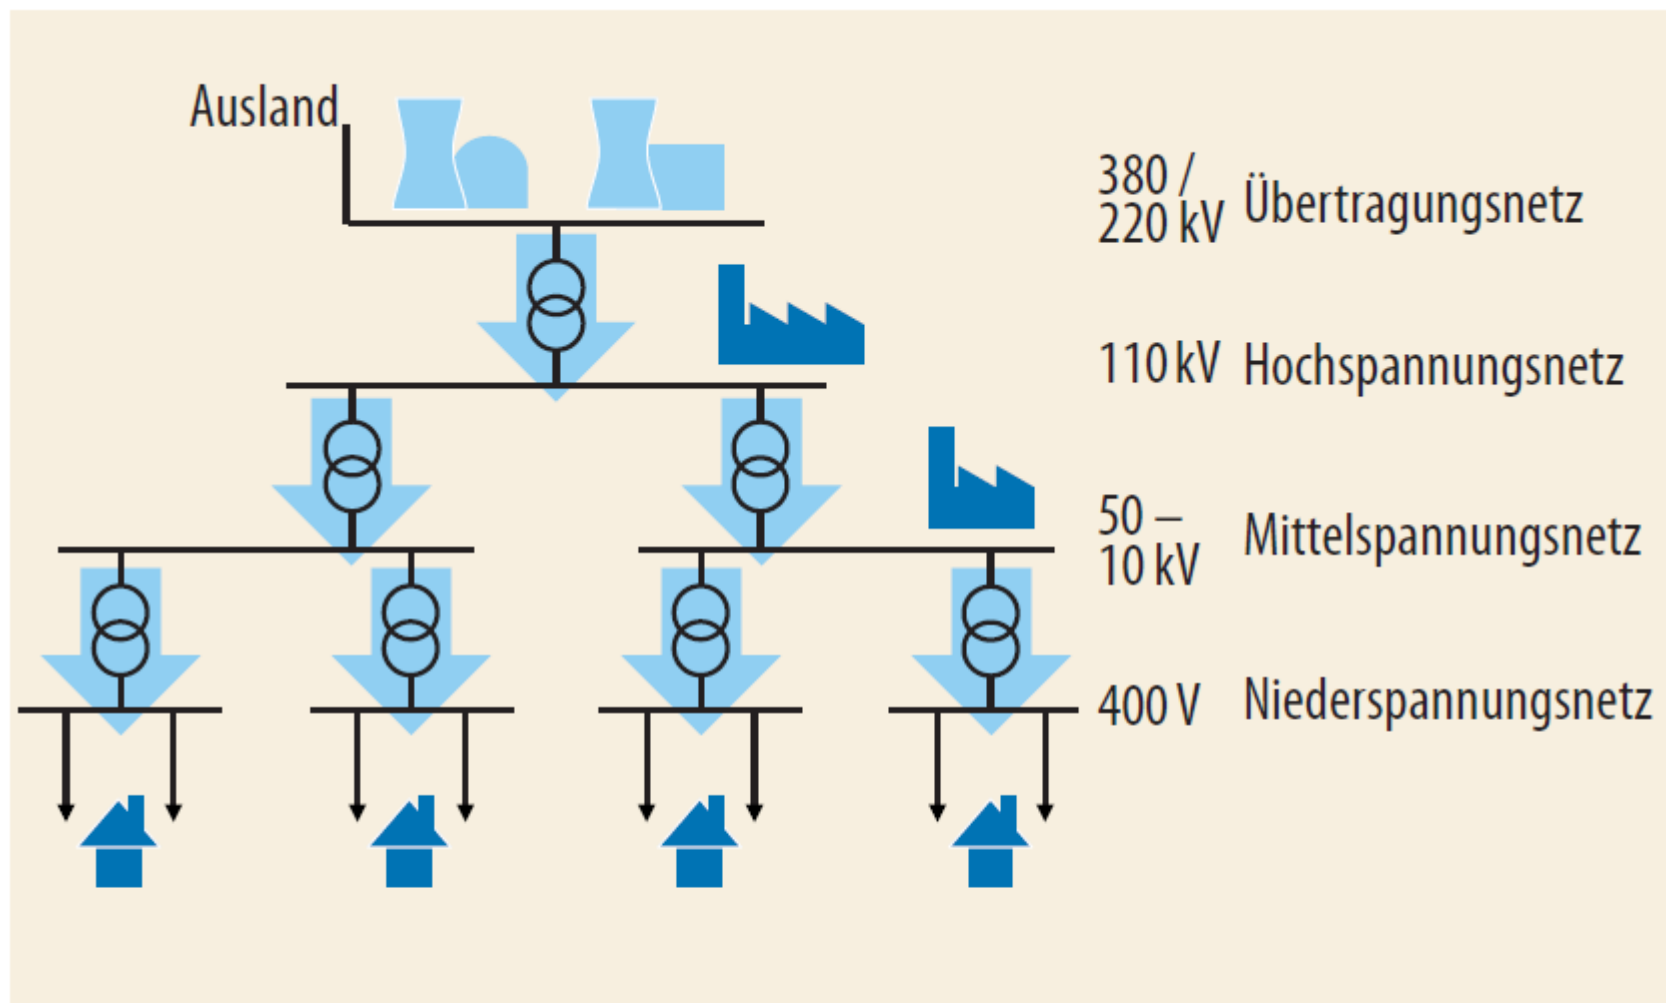 Ausland
380 /
220 kV
Übertragungsnetz
110 kV
Hochspannungsnetz
50 –
10 kV
Mittelspannungsnetz
400 V
Niederspannungsnetz